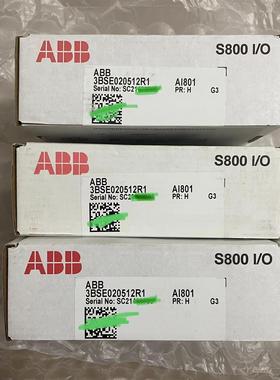 ABB
S800 I/O
ABB
3BSE020512R1
AI801
Serial No: SC21
PR: H
G3
ABB
S800 I/O
ABB
3BSE020512R1
AI801
Serial No: SC2
PR: H
G3
ABB
S800 I/O
ABB
3BSE020512R1
AI801
Serial No: SC21
PR: H
G3